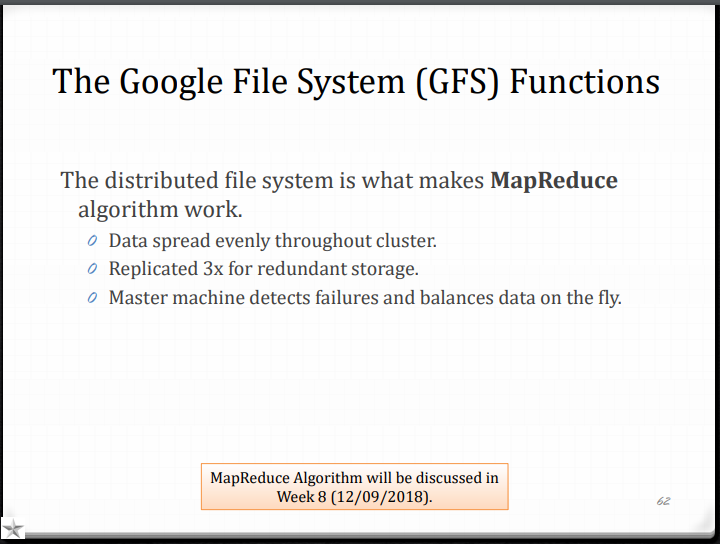 The Google File System (GFS) Functions
The distributed file system is what makes MapReduce
algorithm work.
Data spread evenly throughout cluster.
Replicated 3x for redundant storage.
Master machine detects failures and balances data on the fly.
MapReduce Algorithm will be discussed in
Week 8 (12/09/2018).
62